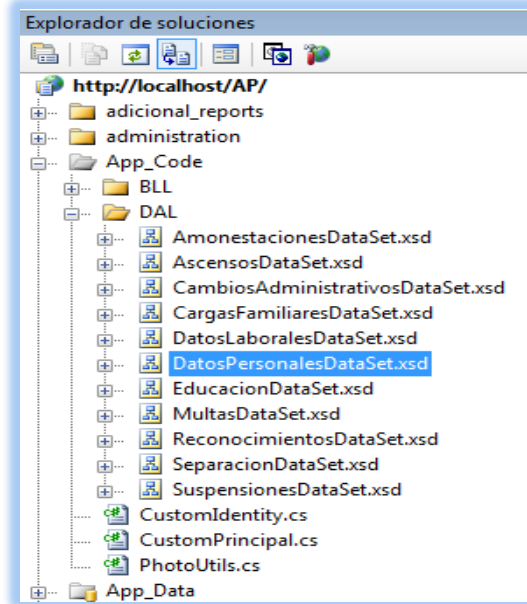 Explorador de soluciones
http://localhost/AP/
adicional_reports
administration
App_Code
BLL
DAL
AmonestacionesDataSet.xsd
AscensosDataSet.xsd
CambiosAdministrativosDataSet.xsd
CargasFamiliaresDataSet.xsd
DatosLaboralesDataSet.xsd
DatosPersonalesDataSet.xsd
EducacionDataSet.xsd
MultasDataSet.xsd
ReconocimientosDataSet.xsd
SeparacionDataSet.xsd
SuspensionesDataSet.xsd
CustomIdentity.cs
CustomPrincipal.cs
PhotoUtils.cs
App_Data